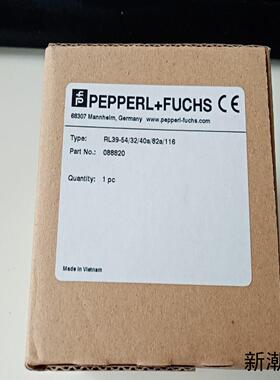 PEPPERL+FUCHS CE
68307 Mannheim, Germany www.pepperl-fuchs.com
Type: RL39-54/32/40a/82a/116
Part No.: 088820
Quantity: 1 pc
Made in Vietnam
新潮